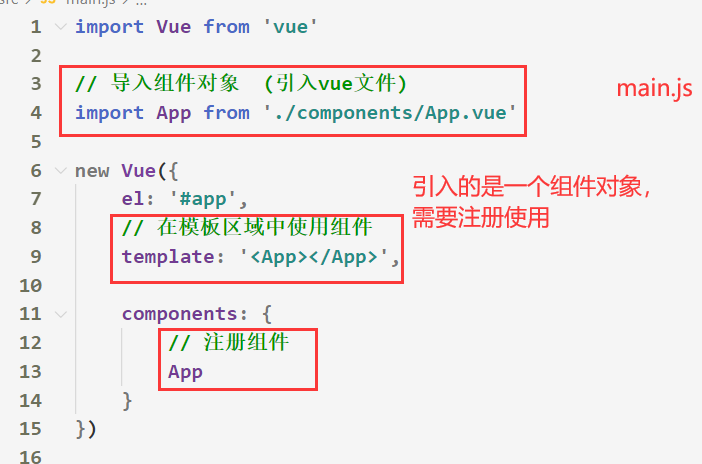 main.js
1 import Vue from 'vue'
2
3 // 导入组件对象 (引入vue文件)
4 import App from './components/App.vue'
main.js
5
6 new Vue({
7 el: '#app',
引入的是一个组件对象，
需要注册使用
8 // 在模板区域中使用组件
9 template: '<App></App>',
10
11 components: {
12 // 注册组件
13 App
14 }
15 })
16